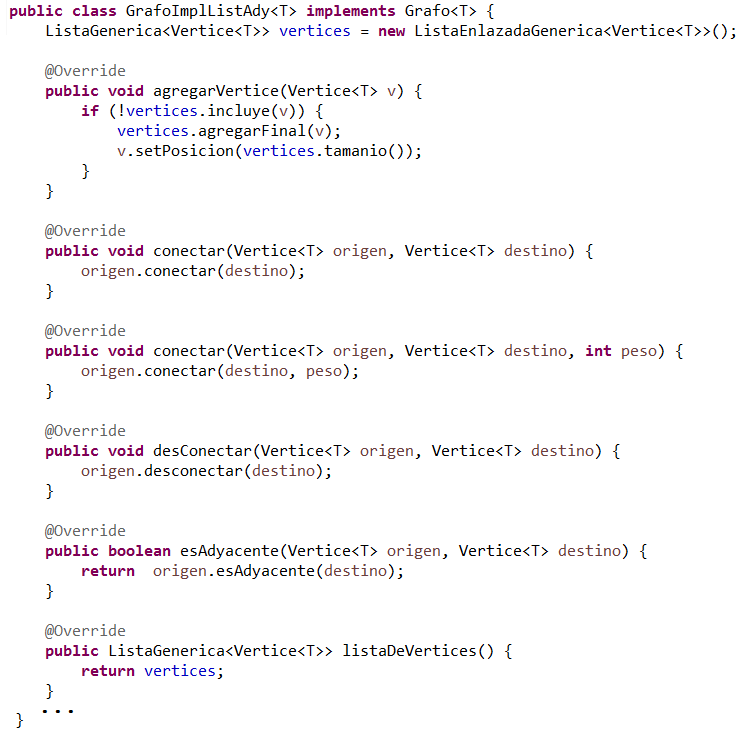 public class GrafoImplListAdy<T> implements Grafo<T> {
    ListaGenerica<Vertice<T>> vertices = new ListaEnlazadaGenerica<Vertice<T>>();

    @Override
    public void agregarVertice(Vertice<T> v) {
        if (!vertices.incluye(v)) {
            vertices.agregarFinal(v);
            v.setPosicion(vertices.tamanio());
        }
    }

    @Override
    public void conectar(Vertice<T> origen, Vertice<T> destino) {
        origen.conectar(destino);
    }

    @Override
    public void conectar(Vertice<T> origen, Vertice<T> destino, int peso) {
        origen.conectar(destino, peso);
    }

    @Override
    public void desConectar(Vertice<T> origen, Vertice<T> destino) {
        origen.desconectar(destino);
    }

    @Override
    public boolean esAdyacente(Vertice<T> origen, Vertice<T> destino) {
        return  origen.esAdyacente(destino);
    }

    @Override
    public ListaGenerica<Vertice<T>> listaDeVertices() {
        return vertices;
    }
    ...
}